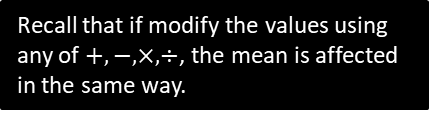 Recall that if modify the values using
any of +,−,×,÷, the mean is affected
in the same way.